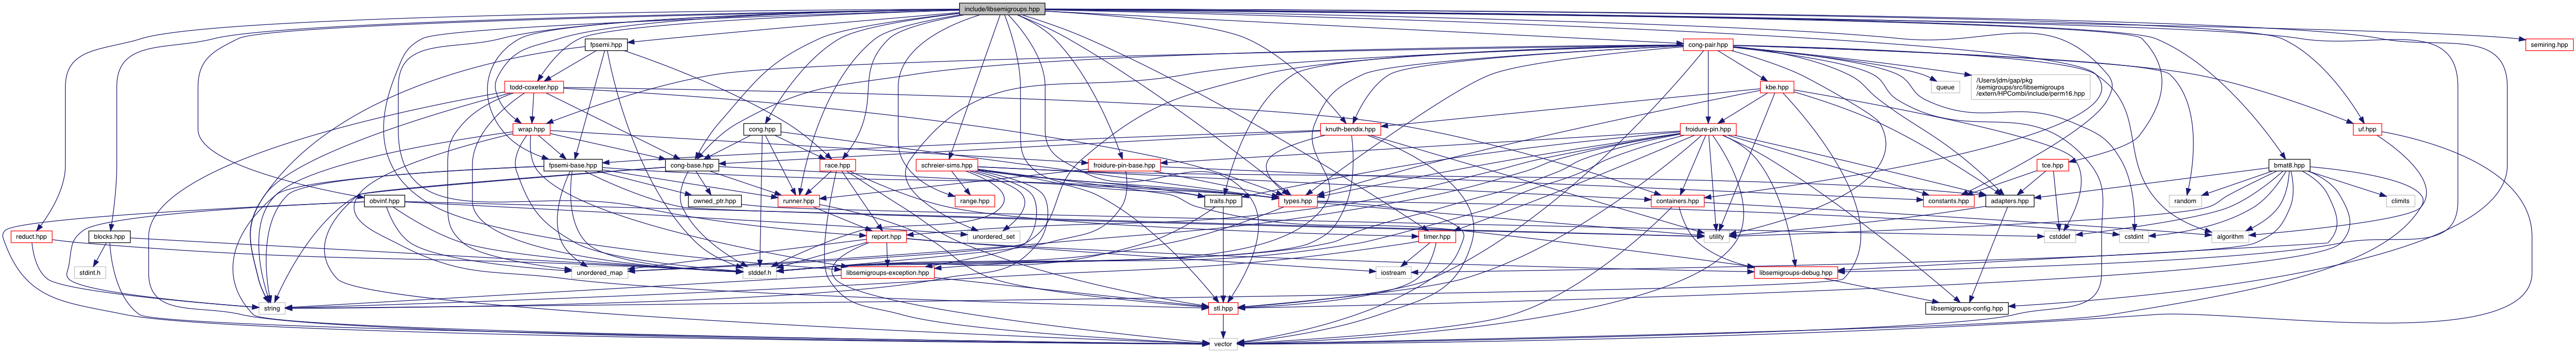 include/libsemigroups.hpp
fpsemi.hpp
cong-pair.hpp
semiring.hpp
todd-coxeter.hpp
kbe.hpp
queue
/Users/jdm/gap/pkg
/semigroups/src/libsemigroups
/extern/HPCombi/include/perm16.hpp
wrap.hpp
cong.hpp
knuth-bendix.hpp
froidure-pin.hpp
uf.hpp
fpsemi-base.hpp
cong-base.hpp
race.hpp
schreier-sims.hpp
froidure-pin-base.hpp
tce.hpp
bmat8.hpp
obvinf.hpp
owned_ptr.hpp
runner.hpp
range.hpp
traits.hpp
types.hpp
containers.hpp
constants.hpp
adapters.hpp
random
climits
reduct.hpp
blocks.hpp
report.hpp
unordered_set
timer.hpp
utility
cstddef
cstdint
algorithm
stdint.h
unordered_map
stddef.h
libsemigroups-exception.hpp
iostream
libsemigroups-debug.hpp
string
stl.hpp
libsemigroups-config.hpp
vector